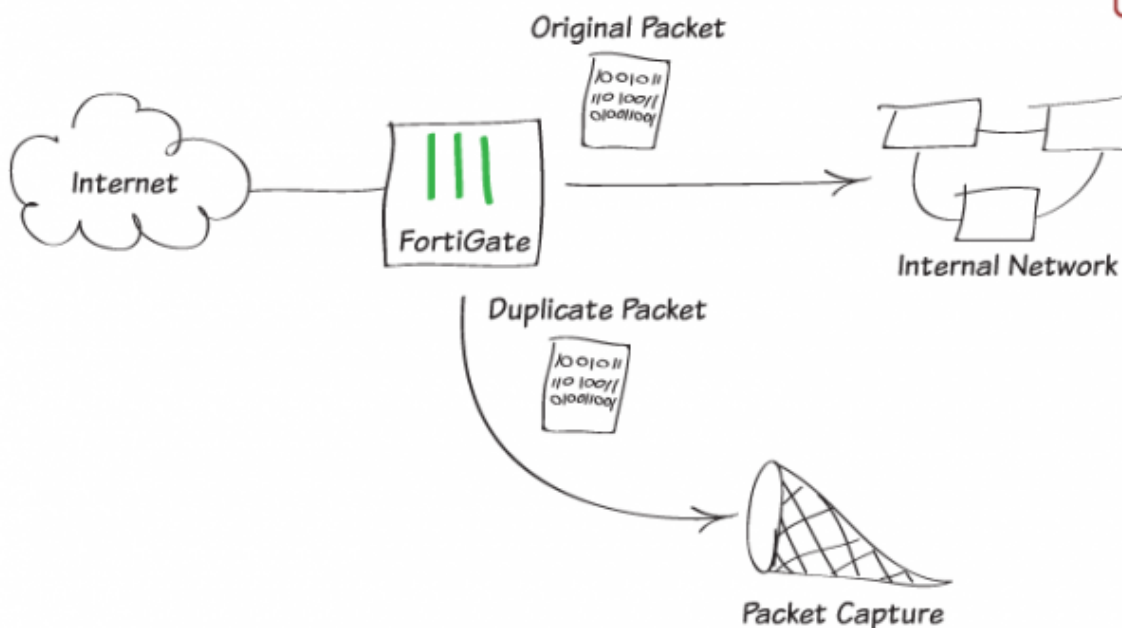 Original Packet
Internet
FortiGate
Internal Network
Duplicate Packet
Packet Capture